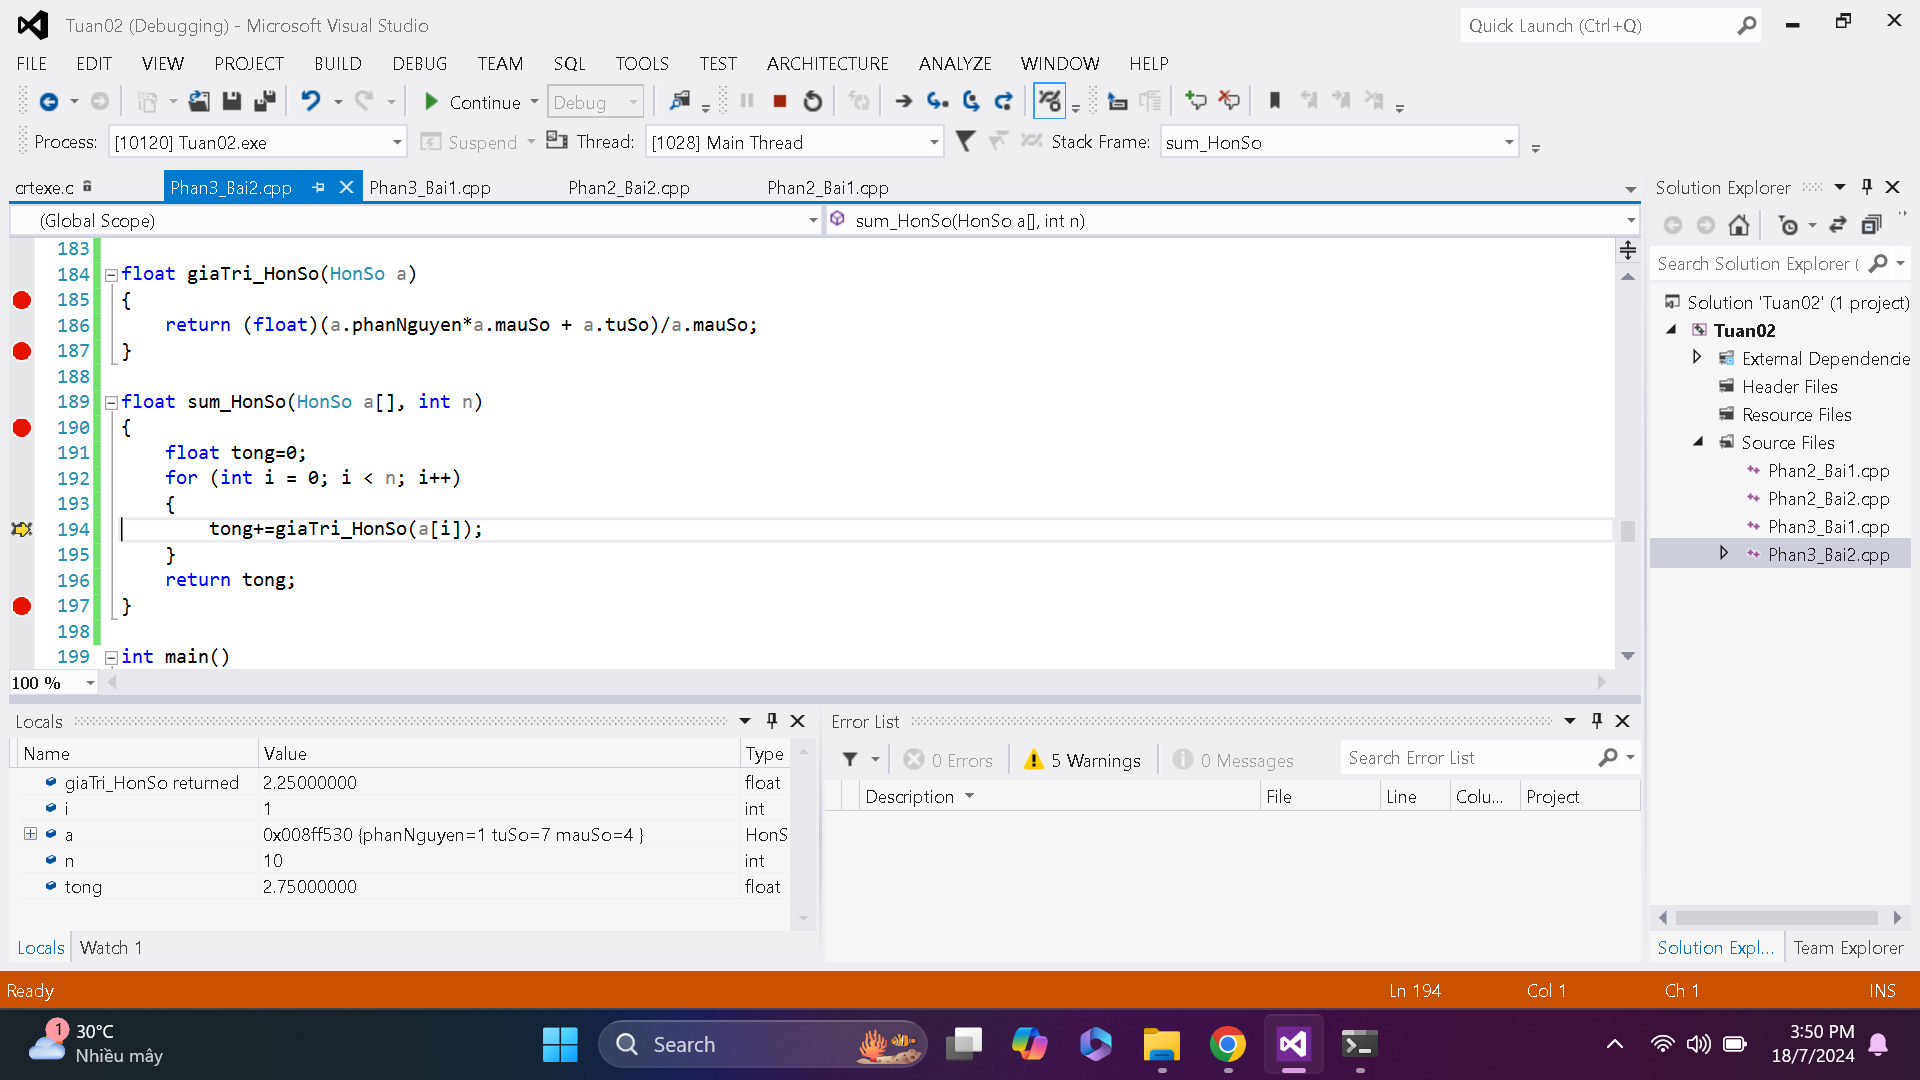 Tuan02 (Debugging) - Microsoft Visual Studio
Quick Launch (Ctrl+Q)
FILE EDIT VIEW PROJECT BUILD DEBUG TEAM SQL TOOLS TEST ARCHITECTURE ANALYZE WINDOW HELP
Continue Debug
Process: [10120] Tuan02.exe Suspend Thread: [1028] Main Thread Stack Frame: sum_HonSo
crtexe.c Phan3_Bai2.cpp Phan3_Bai1.cpp Phan2_Bai2.cpp Phan2_Bai1.cpp
(Global Scope) sum_HonSo(HonSo a[], int n)
183
184 float giaTri_HonSo(HonSo a)
185 {
186 return (float)(a.phanNguyen*a.mauSo + a.tuSo)/a.mauSo;
187 }
188
189 float sum_HonSo(HonSo a[], int n)
190 {
191 float tong=0;
192 for (int i = 0; i < n; i++)
193 {
194 tong+=giaTri_HonSo(a[i]);
195 }
196 return tong;
197 }
198
199 int main()
100 %
Solution Explorer
Search Solution Explorer (
Solution 'Tuan02' (1 project)
Tuan02
External Dependencie
Header Files
Resource Files
Source Files
Phan2_Bai1.cpp
Phan2_Bai2.cpp
Phan3_Bai1.cpp
Phan3_Bai2.cpp
Solution Expl... Team Explorer
Locals
Name Value Type
giaTri_HonSo returned 2.25000000 float
i 1 int
a 0x008ff530 {phanNguyen=1 tuSo=7 mauSo=4 } HonS
n 10 int
tong 2.75000000 float
Locals Watch 1
Error List
0 Errors 5 Warnings 0 Messages Search Error List
Description File Line Colu... Project
Ready Ln 194 Col 1 Ch 1 INS
1 30°C
Nhiều mây
Search
3:50 PM
18/7/2024